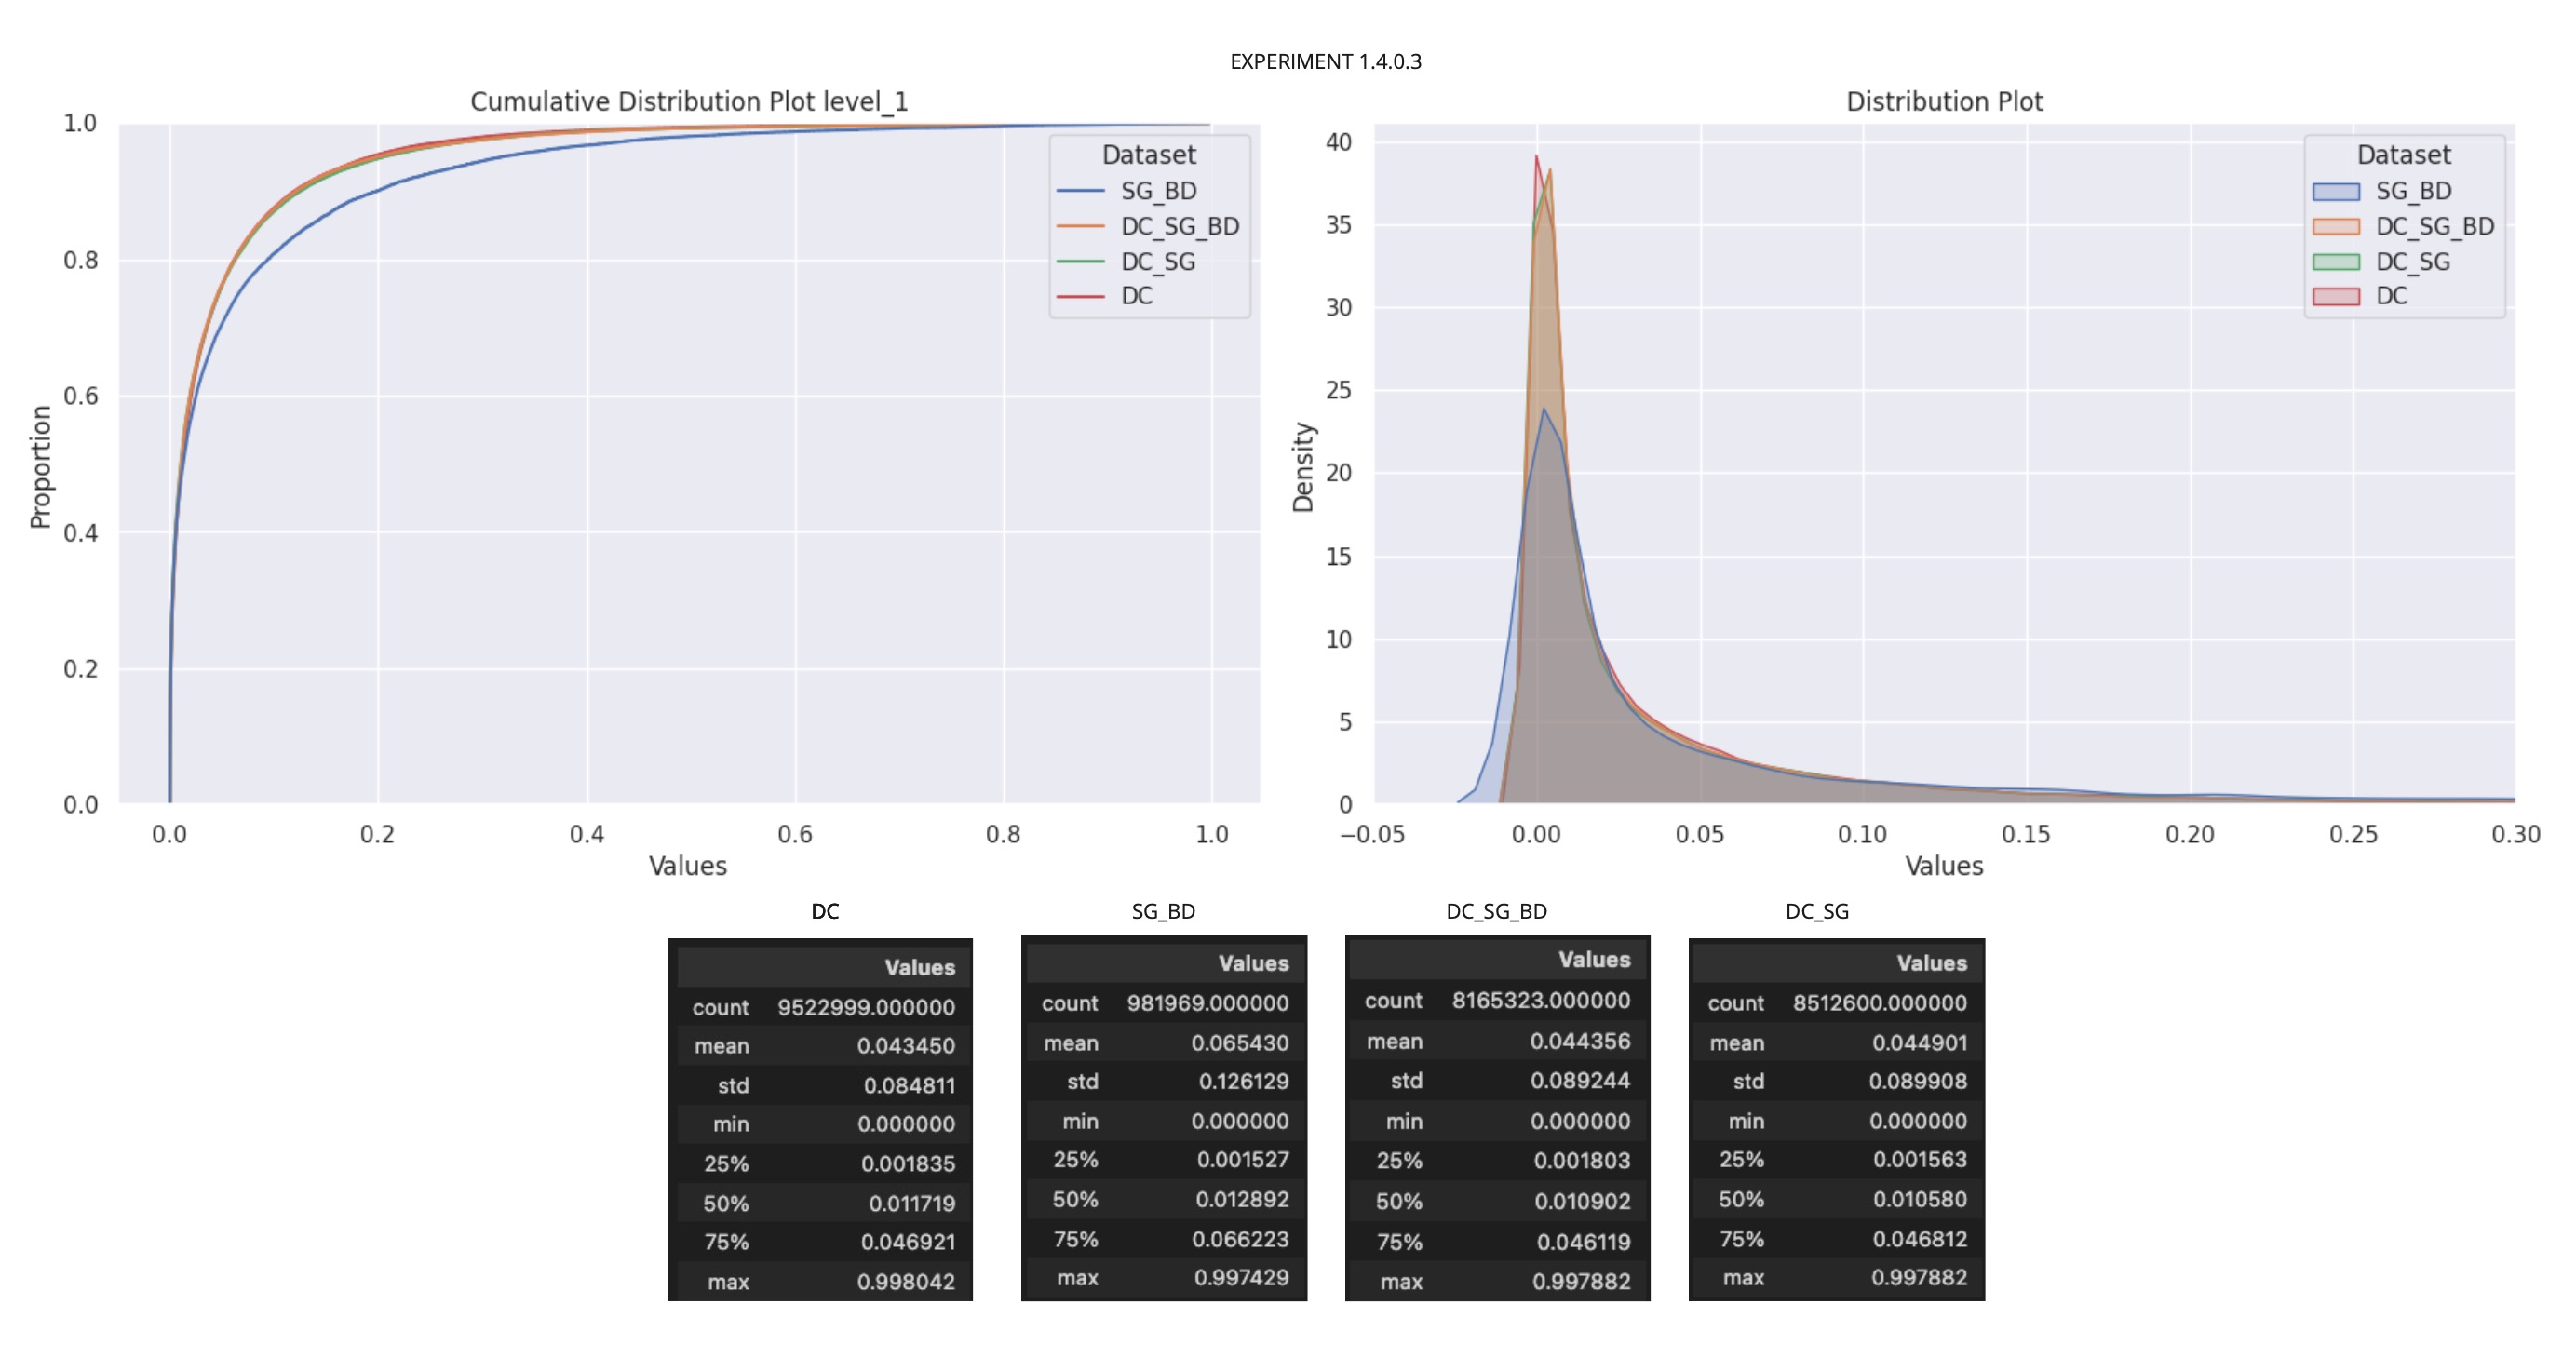 EXPERIMENT 1.4.0.3
Cumulative Distribution Plot level_1
1.0
0.8
0.6
0.4
0.2
0.0
Proportion
0.0 0.2 0.4 0.6 0.8 1.0
Values
Dataset
SG_BD
DC_SG_BD
DC_SG
DC
Distribution Plot
40
35
30
25
20
15
10
5
0
Density
−0.05 0.00 0.05 0.10 0.15 0.20 0.25 0.30
Values
Dataset
SG_BD
DC_SG_BD
DC_SG
DC
DC
Values
count 9522999.000000
mean 0.043450
std 0.084811
min 0.000000
25% 0.001835
50% 0.011719
75% 0.046921
max 0.998042
SG_BD
Values
count 981969.000000
mean 0.065430
std 0.126129
min 0.000000
25% 0.001527
50% 0.012892
75% 0.066223
max 0.997429
DC_SG_BD
Values
count 8165323.000000
mean 0.044356
std 0.089244
min 0.000000
25% 0.001803
50% 0.010902
75% 0.046119
max 0.997882
DC_SG
Values
count 8512600.000000
mean 0.044901
std 0.089908
min 0.000000
25% 0.001563
50% 0.010580
75% 0.046812
max 0.997882